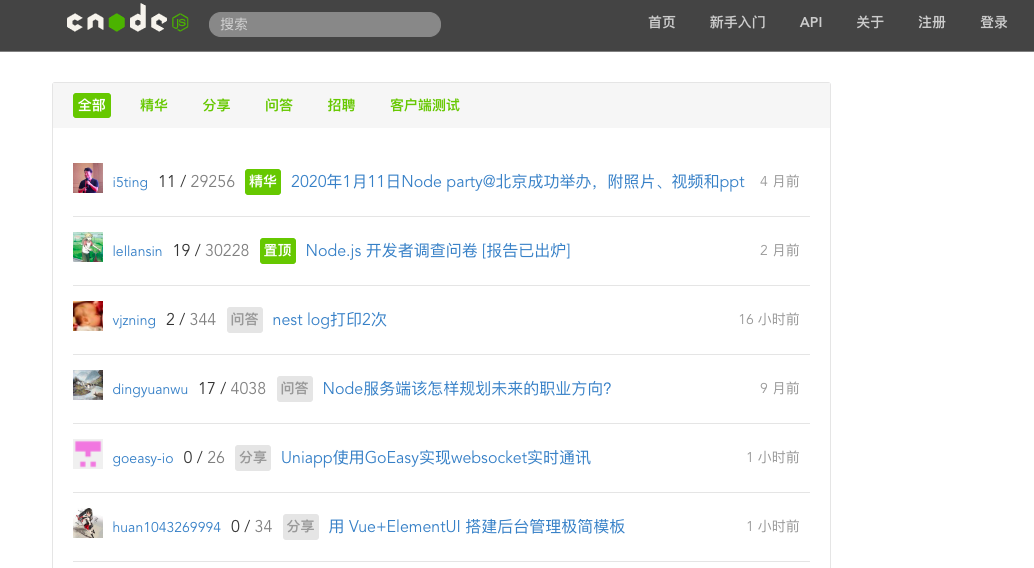 cnode JS 搜索 首页 新手入门 API 关于 注册 登录
全部 精华 分享 问答 招聘 客户端测试
i5ting 11 / 29256 精华 2020年1月11日Node party@北京成功举办，附照片、视频和ppt 4 月前
lellansin 19 / 30228 置顶 Node.js 开发者调查问卷 [报告已出炉] 2 月前
vjzning 2 / 344 问答 nest log打印2次 16 小时前
dingyuanwu 17 / 4038 问答 Node服务端该怎样规划未来的职业方向？ 9 月前
goeasy-io 0 / 26 分享 Uniapp使用GoEasy实现websocket实时通讯 1 小时前
huan1043269994 0 / 34 分享 用 Vue+ElementUI 搭建后台管理极简模板 1 小时前